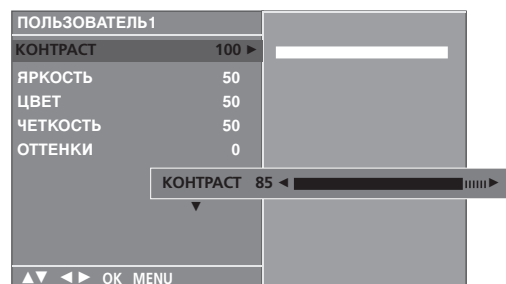 ПОЛЬЗОВАТЕЛЬ1
КОНТРАСТ 100 ►
ЯРКОСТЬ 50
ЦВЕТ 50
ЧЕТКОСТЬ 50
ОТТЕНКИ 0
КОНТРАСТ 85 ◄ ►
▼
▲▼ ◄► OK MENU